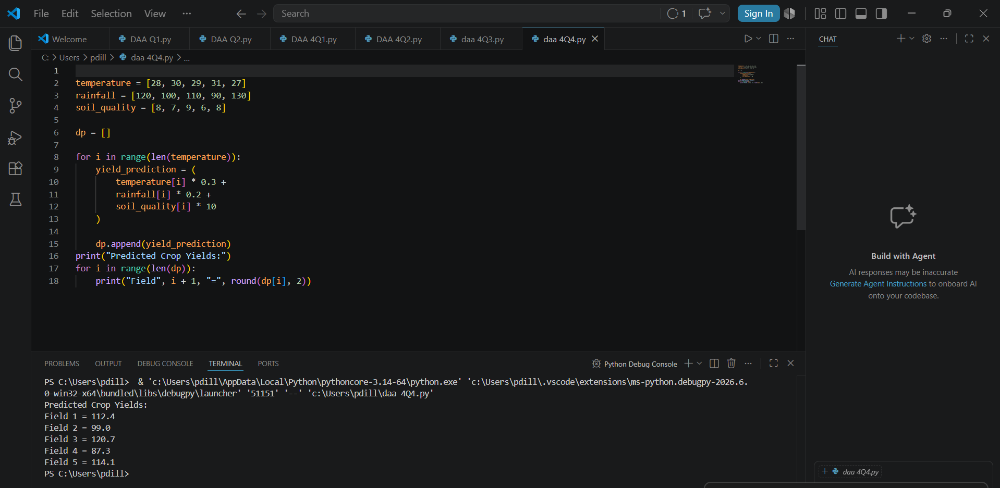 File Edit Selection View ··· Search 1 Sign In
Welcome DAA Q1.py DAA Q2.py DAA 4Q1.py DAA 4Q2.py daa 4Q3.py daa 4Q4.py
C: > Users > pdill > daa 4Q4.py > ...
1
2 temperature = [28, 30, 29, 31, 27]
3 rainfall = [120, 100, 110, 90, 130]
4 soil_quality = [8, 7, 9, 6, 8]
5
6 dp = []
7
8 for i in range(len(temperature)):
9     yield_prediction = (
10         temperature[i] * 0.3 +
11         rainfall[i] * 0.2 +
12         soil_quality[i] * 10
13     )
14
15     dp.append(yield_prediction)
16 print("Predicted Crop Yields:")
17 for i in range(len(dp)):
18     print("Field", i + 1, "=", round(dp[i], 2))
PROBLEMS OUTPUT DEBUG CONSOLE TERMINAL PORTS Python Debug Console
PS C:\Users\pdill>  & 'c:\Users\pdill\AppData\Local\Python\pythoncore-3.14-64\python.exe' 'c:\Users\pdill\.vscode\extensions\ms-python.debugpy-2026.6.
0-win32-x64\bundled\libs\debugpy\launcher' '51151' '--' 'c:\Users\pdill\daa 4Q4.py'
Predicted Crop Yields:
Field 1 = 112.4
Field 2 = 99.0
Field 3 = 120.7
Field 4 = 87.3
Field 5 = 114.1
PS C:\Users\pdill>
CHAT
Build with Agent
AI responses may be inaccurate
Generate Agent Instructions to onboard AI
onto your codebase.
daa 4Q4.py